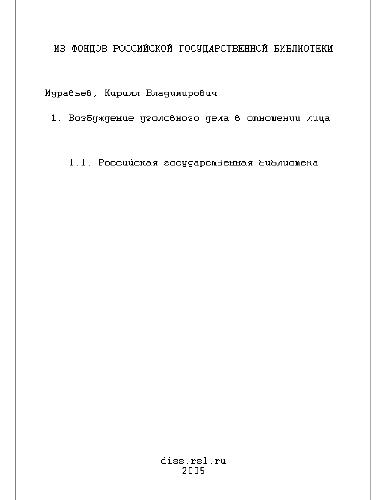 ИЗ ФОНДОВ РОССИЙСКОЙ ГОСУДАРСТВЕННОЙ БИБЛИОТЕКИ
Муравьев, Кирилл Владимирович
1. Возбуждение уголовного дела в отношении лица
1.1. Российская государственная библиотека
diss.rsl.ru
2005